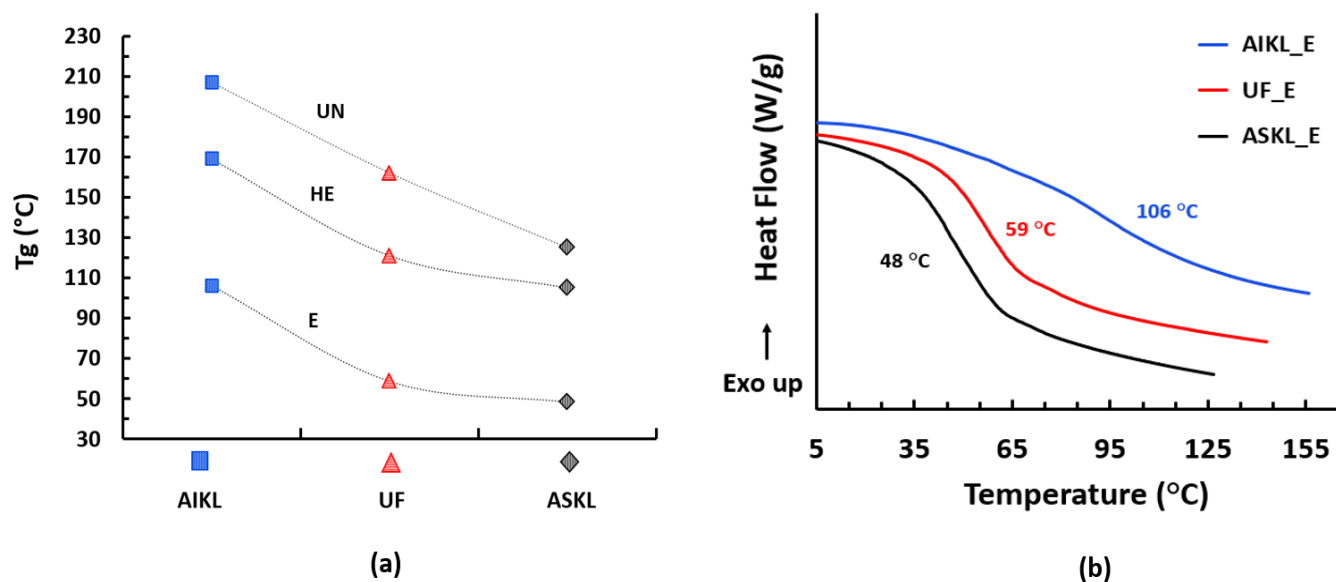 230
210
190
170
150
130
110
90
70
50
30
Tg (°C)
UN
HE
E
AIKL
UF
ASKL
(a)
Heat Flow (W/g)
Exo up
AIKL_E
UF_E
ASKL_E
106 °C
59 °C
48 °C
5 35 65 95 125 155
Temperature (°C)
(b)